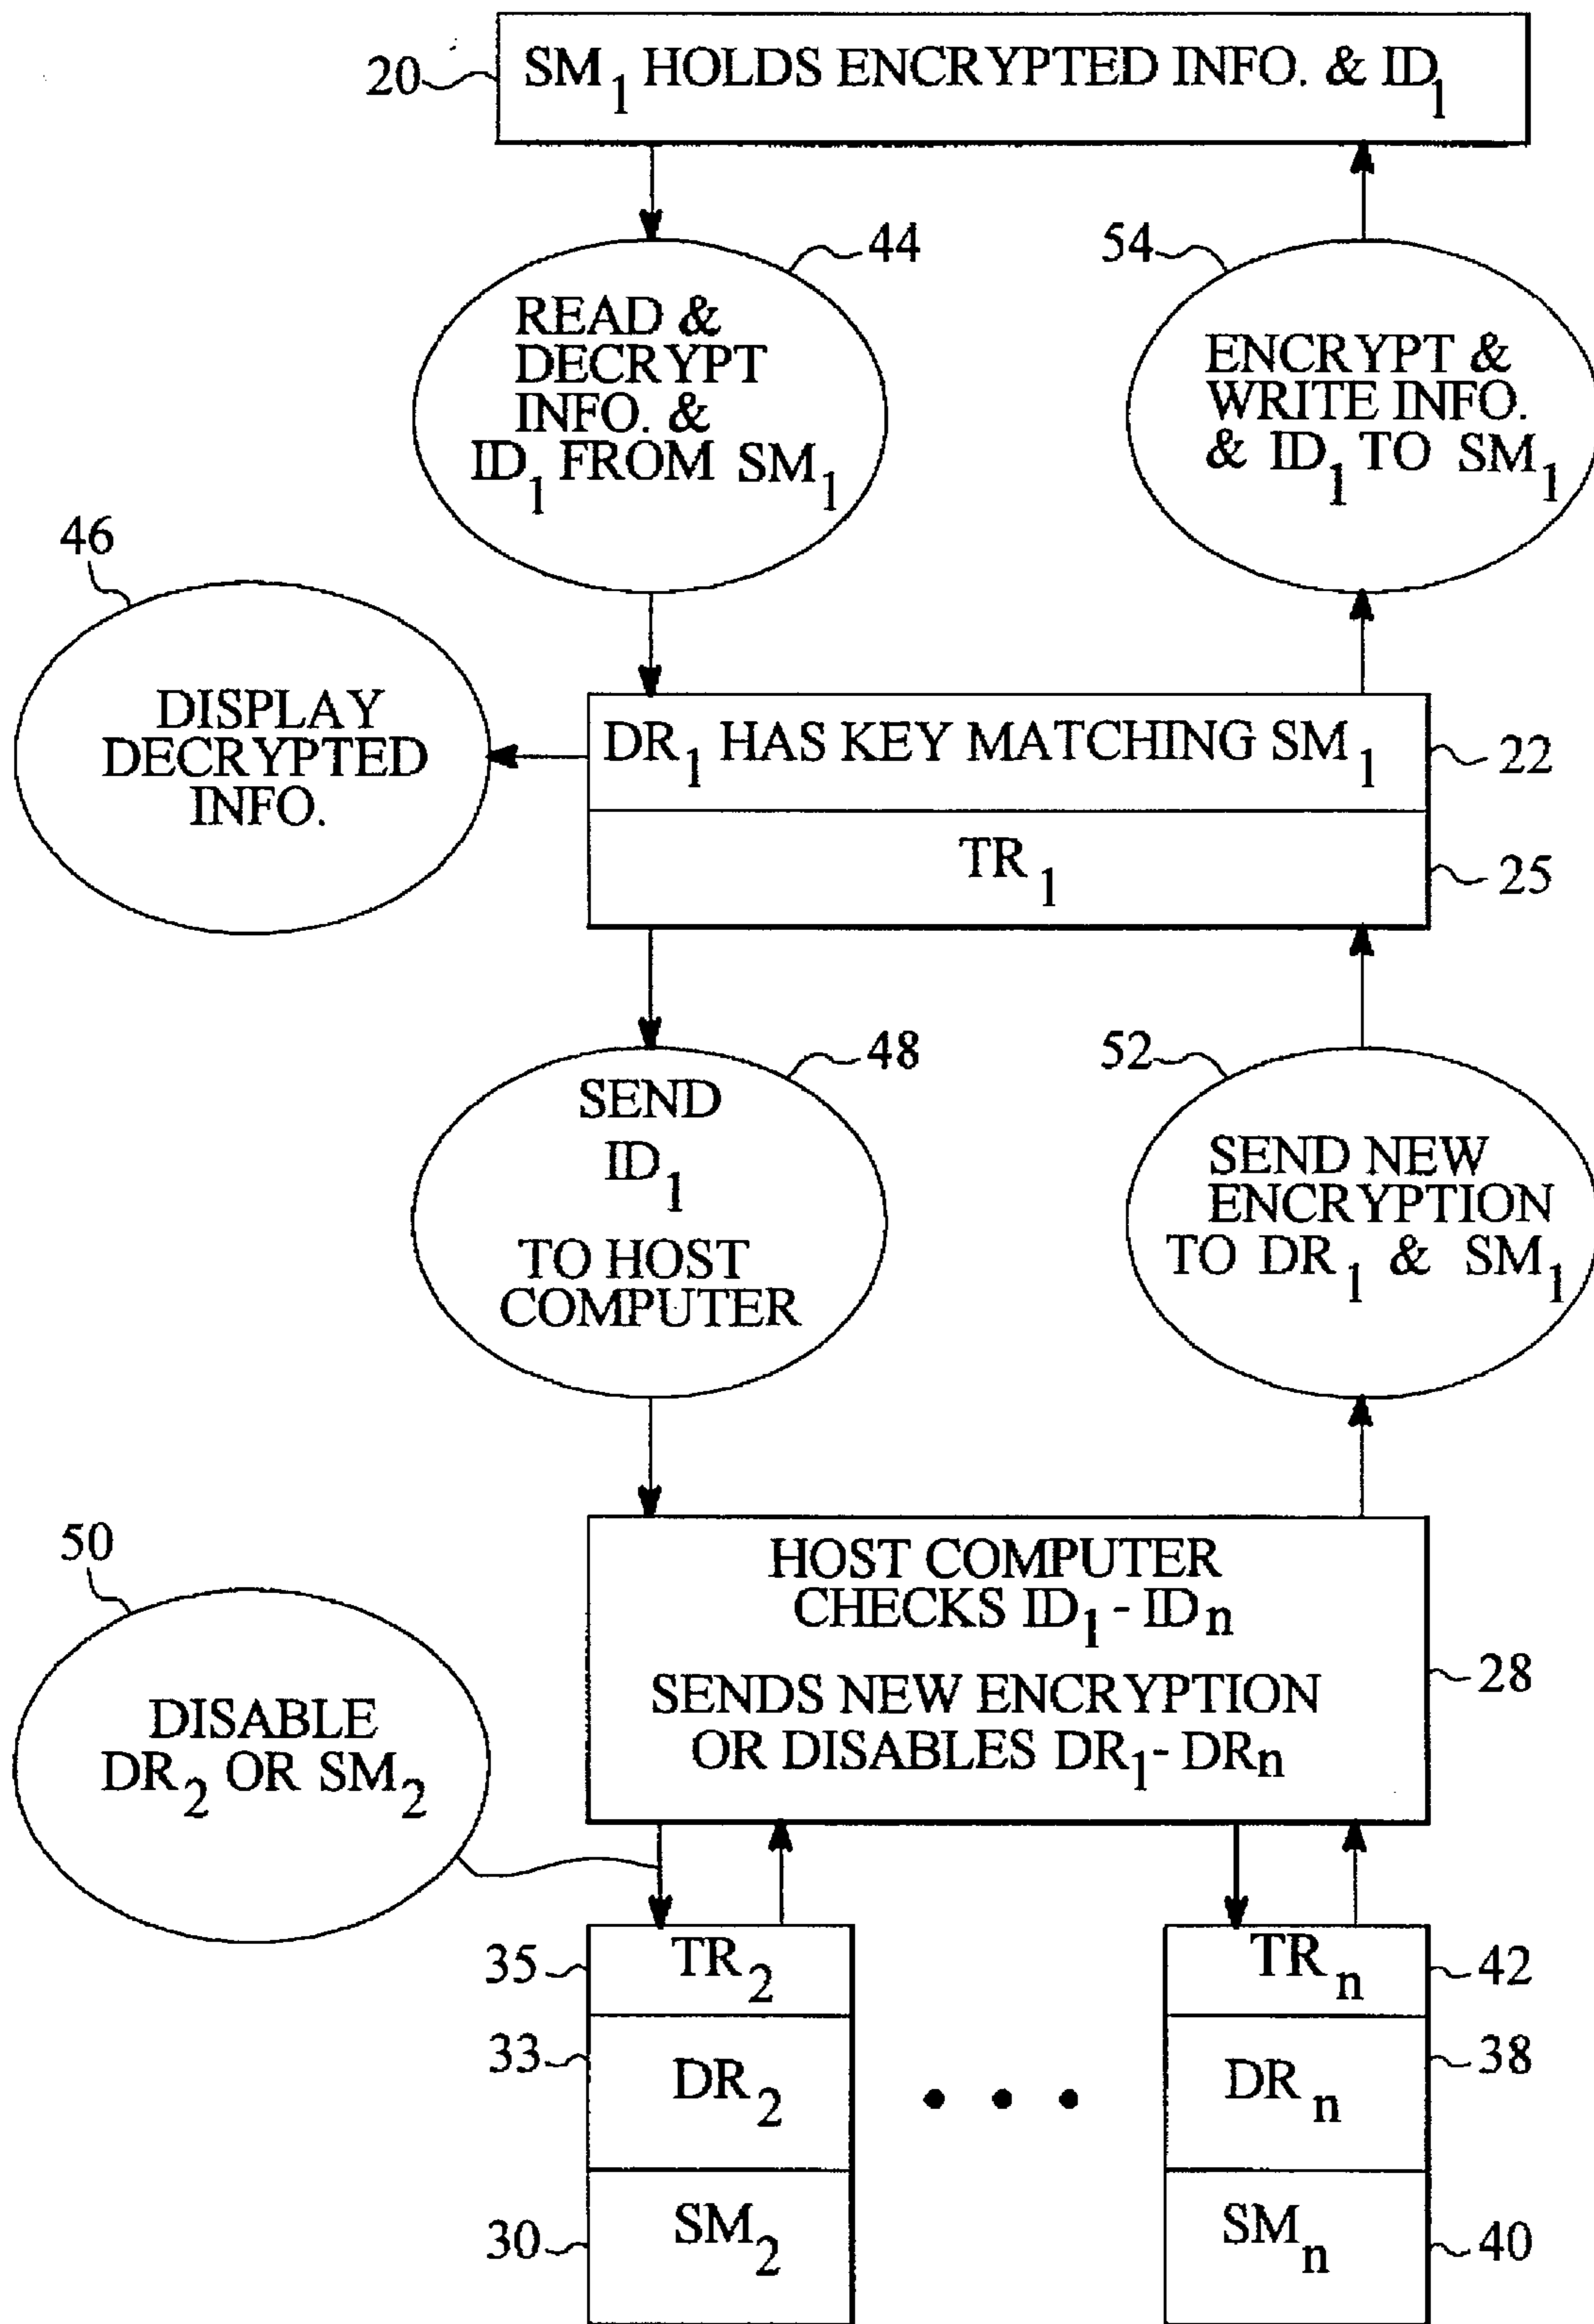 20 SM1 HOLDS ENCRYPTED INFO. & ID1
44
READ &
DECRYPT
INFO. &
ID1 FROM SM1
54
ENCRYPT &
WRITE INFO.
& ID1 TO SM1
46
DISPLAY
DECRYPTED
INFO.
DR1 HAS KEY MATCHING SM1 22
TR1 25
48
SEND
ID1
TO HOST
COMPUTER
52
SEND NEW
ENCRYPTION
TO DR1 & SM1
HOST COMPUTER
CHECKS ID1 - IDn
SENDS NEW ENCRYPTION
OR DISABLES DR1 - DRn
28
50
DISABLE
DR2 OR SM2
35 TR2
33 DR2
30 SM2
• • •
TRn 42
DRn 38
SMn 40